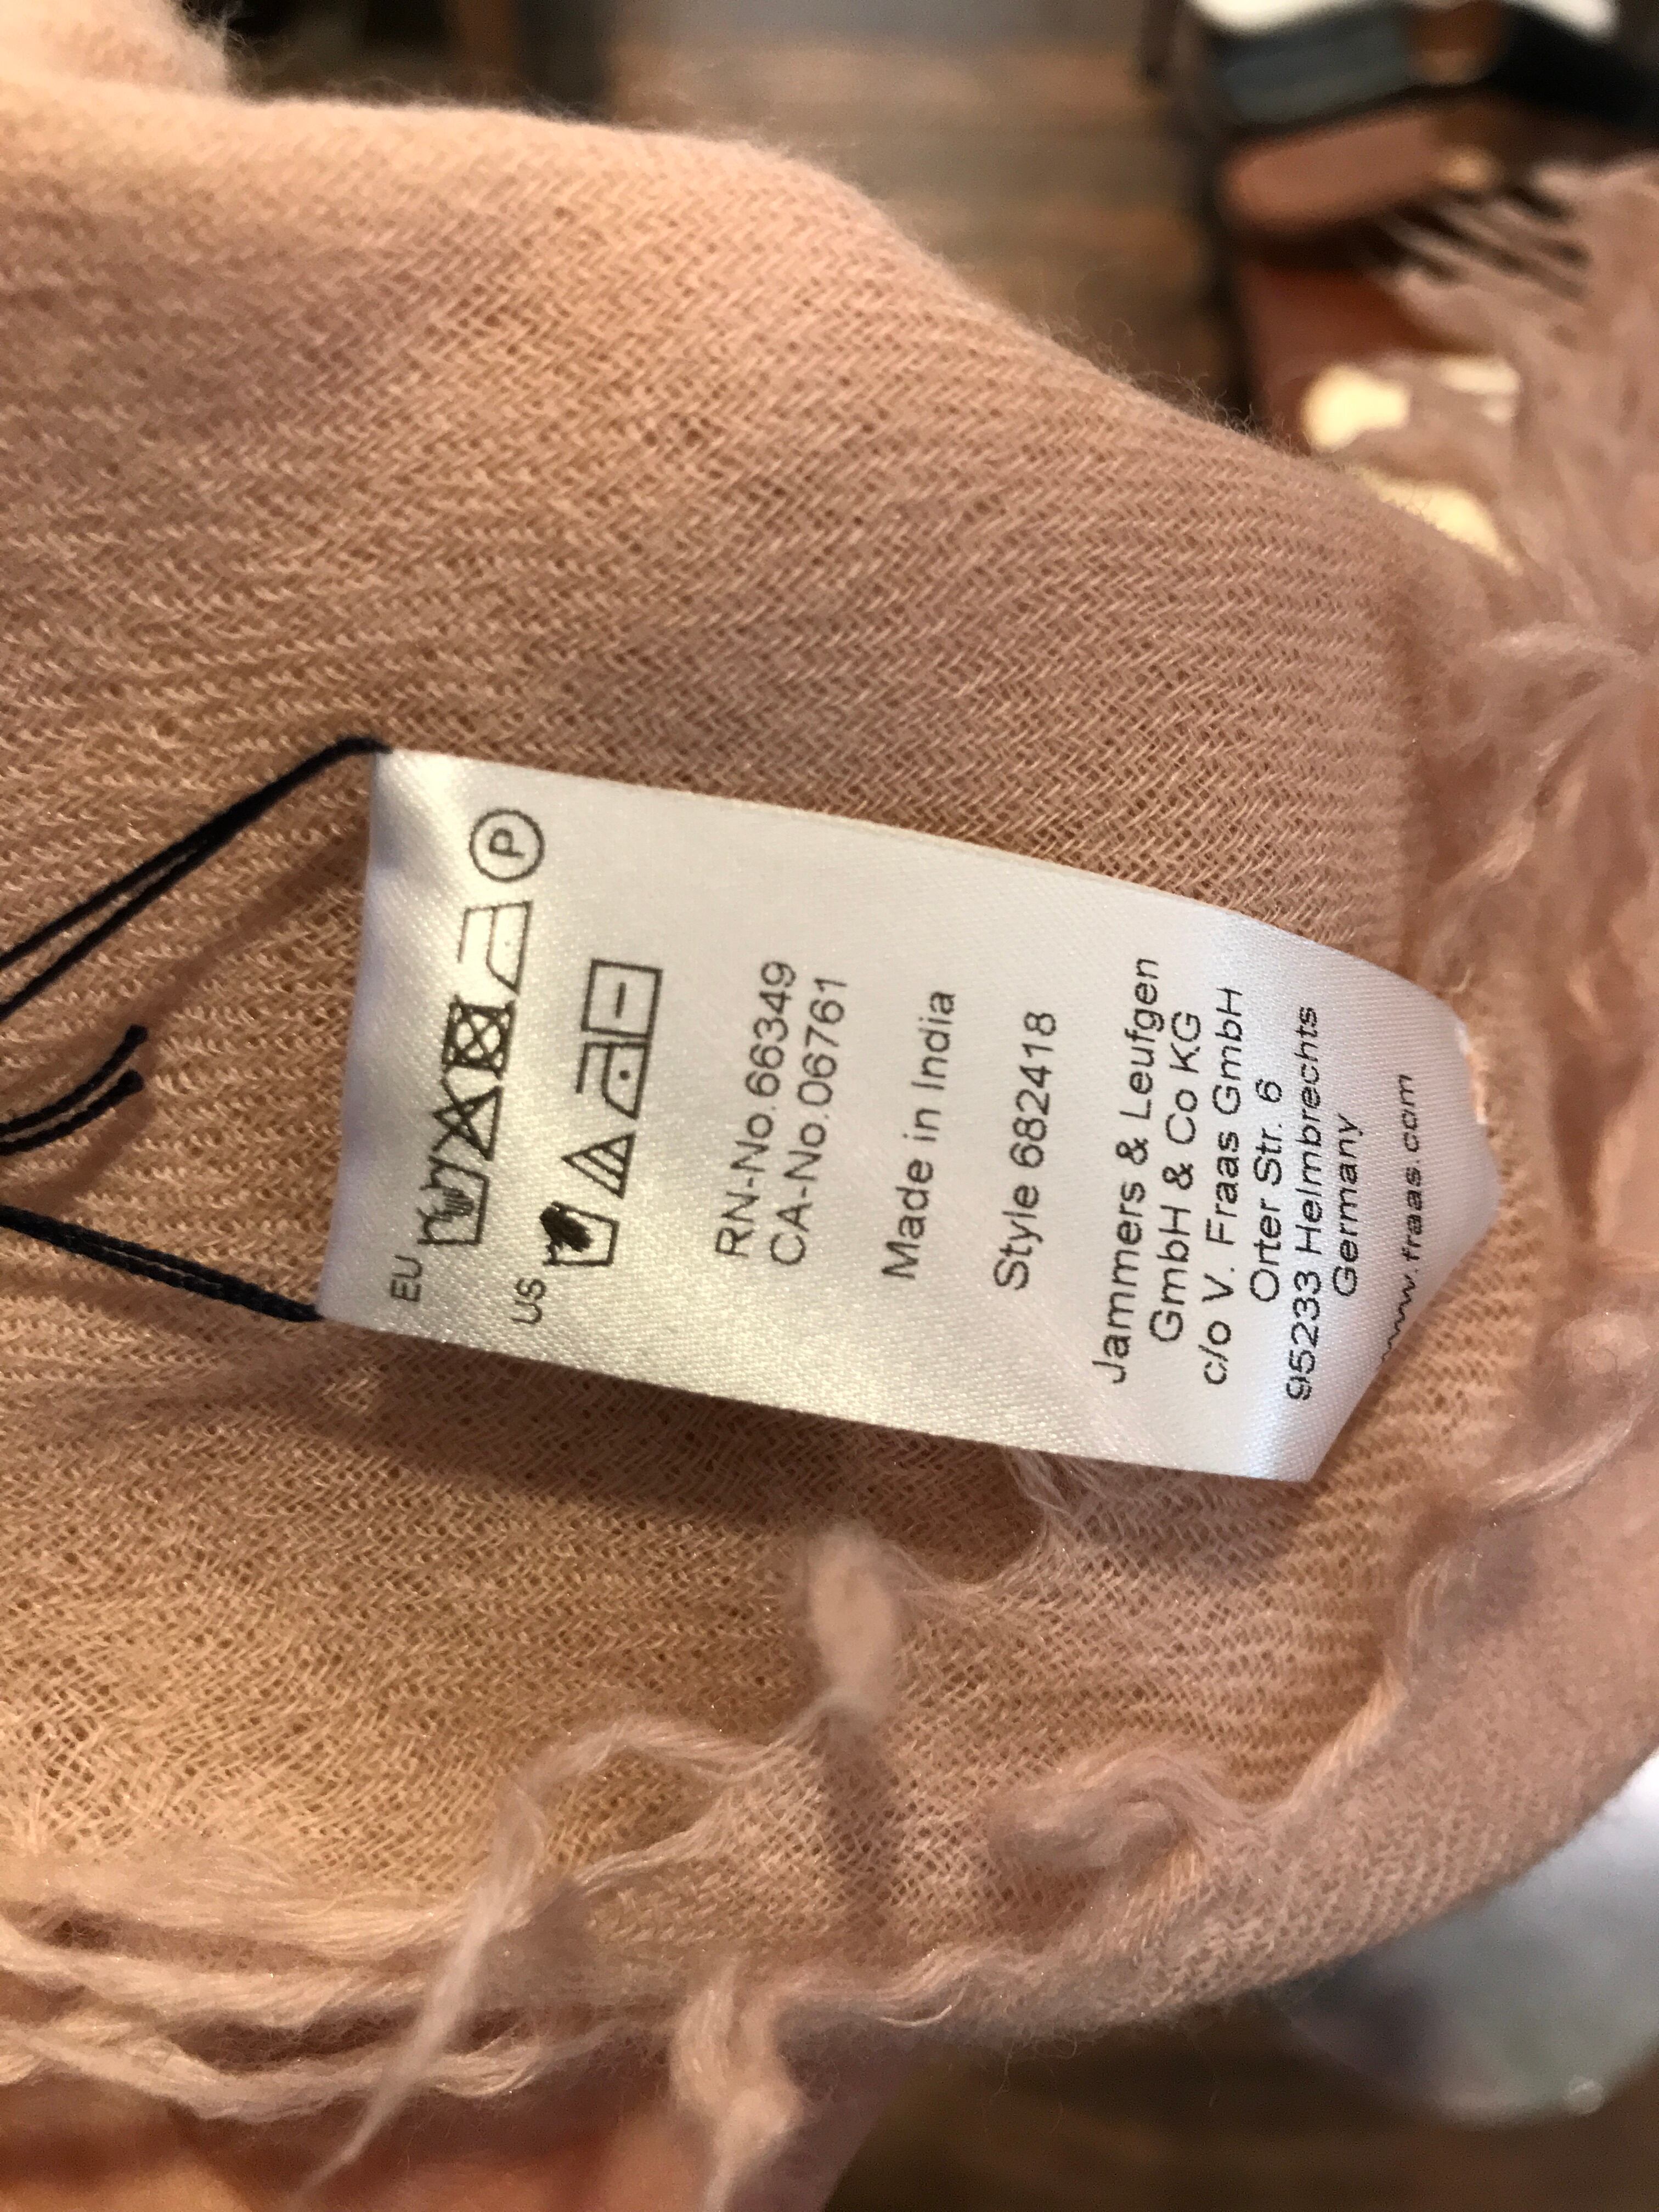 EU
P
US
RN-No.66349
CA-No.06761
Made in India
Style 682418
Jammers & Leufgen
GmbH & Co KG
c/o V. Fraas GmbH
Orter Str. 6
95233 Helmbrechts
Germany
www.fraas.com